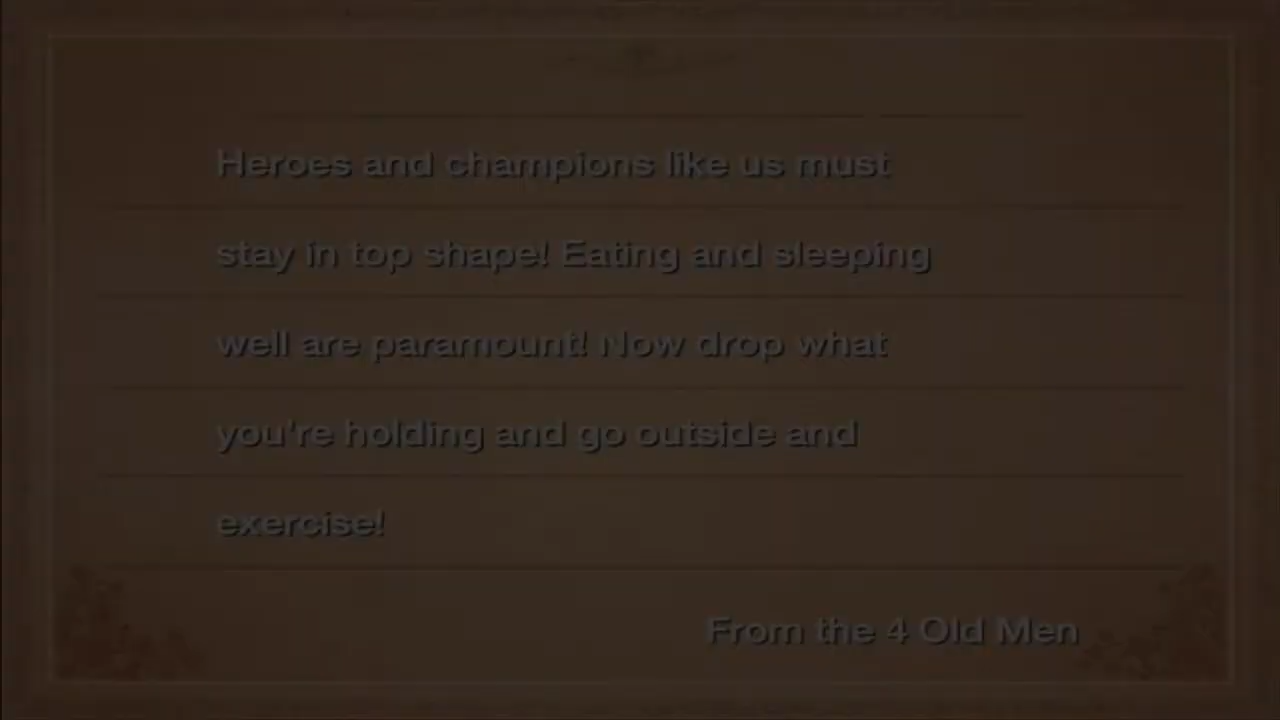 Heroes and champions like us must
stay in top shape! Eating and sleeping
well are paramount! Now drop what
you're holding and go outside and
exercise!
From the 4 Old Men